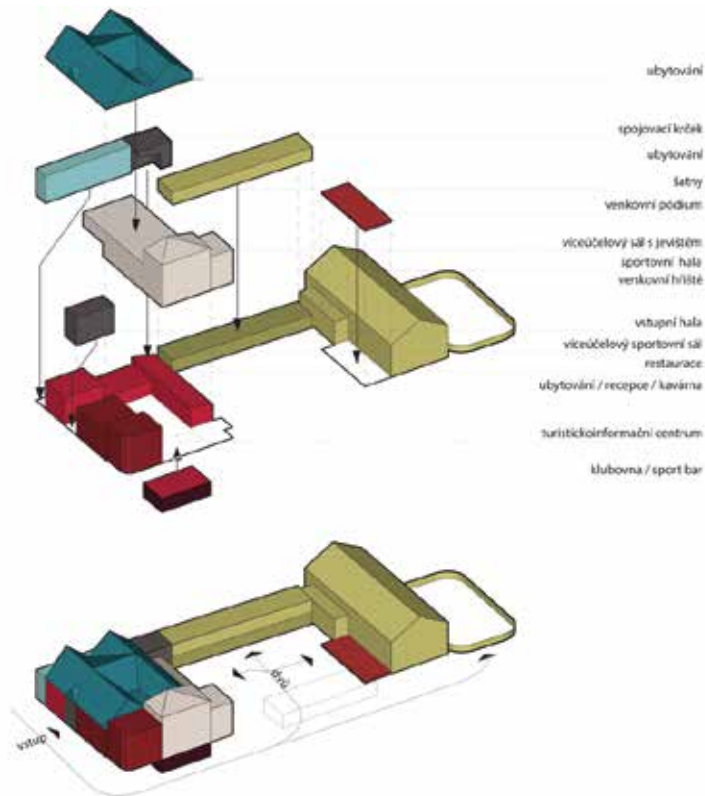 ubytování
spojovací krček
ubytování
šatny
venkovní pódium
víceúčelový sál s jevištěm
sportovní hala
venkovní hřiště
vstupní hala
víceúčelový sportovní sál
restaurace
ubytování / recepce / kavárna
turistickoinformační centrum
klubovna / sport bar
dvůr
vstup